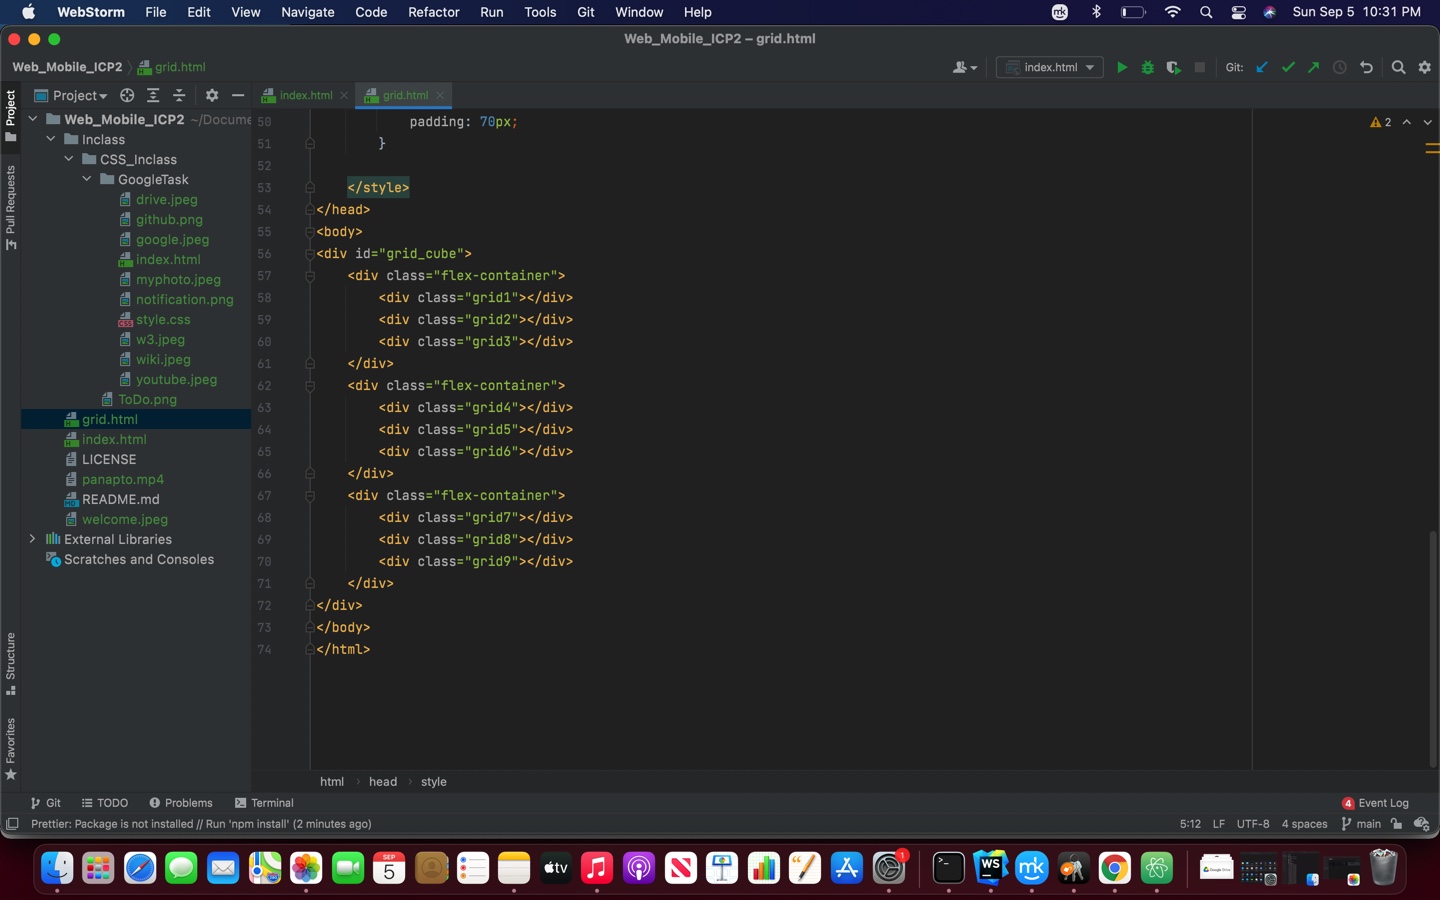 WebStorm File Edit View Navigate Code Refactor Run Tools Git Window Help
mk Sun Sep 5 10:31 PM
Web_Mobile_ICP2 – grid.html
Web_Mobile_ICP2 grid.html
index.html Git:
Project
Project
index.html grid.html
Web_Mobile_ICP2 ~/Docume
Inclass
CSS_Inclass
GoogleTask
drive.jpeg
github.png
google.jpeg
index.html
myphoto.jpeg
notification.png
style.css
w3.jpeg
wiki.jpeg
youtube.jpeg
ToDo.png
grid.html
index.html
LICENSE
panapto.mp4
README.md
welcome.jpeg
External Libraries
Scratches and Consoles
Pull Requests
Structure
Favorites
50 padding: 70px;
51 }
52
53 </style>
54 </head>
55 <body>
56 <div id="grid_cube">
57 <div class="flex-container">
58 <div class="grid1"></div>
59 <div class="grid2"></div>
60 <div class="grid3"></div>
61 </div>
62 <div class="flex-container">
63 <div class="grid4"></div>
64 <div class="grid5"></div>
65 <div class="grid6"></div>
66 </div>
67 <div class="flex-container">
68 <div class="grid7"></div>
69 <div class="grid8"></div>
70 <div class="grid9"></div>
71 </div>
72 </div>
73 </body>
74 </html>
2
html head style
Git TODO Problems Terminal
4 Event Log
Prettier: Package is not installed // Run 'npm install' (2 minutes ago)
5:12 LF UTF-8 4 spaces main
SEP
5
tv
1
WS
mk